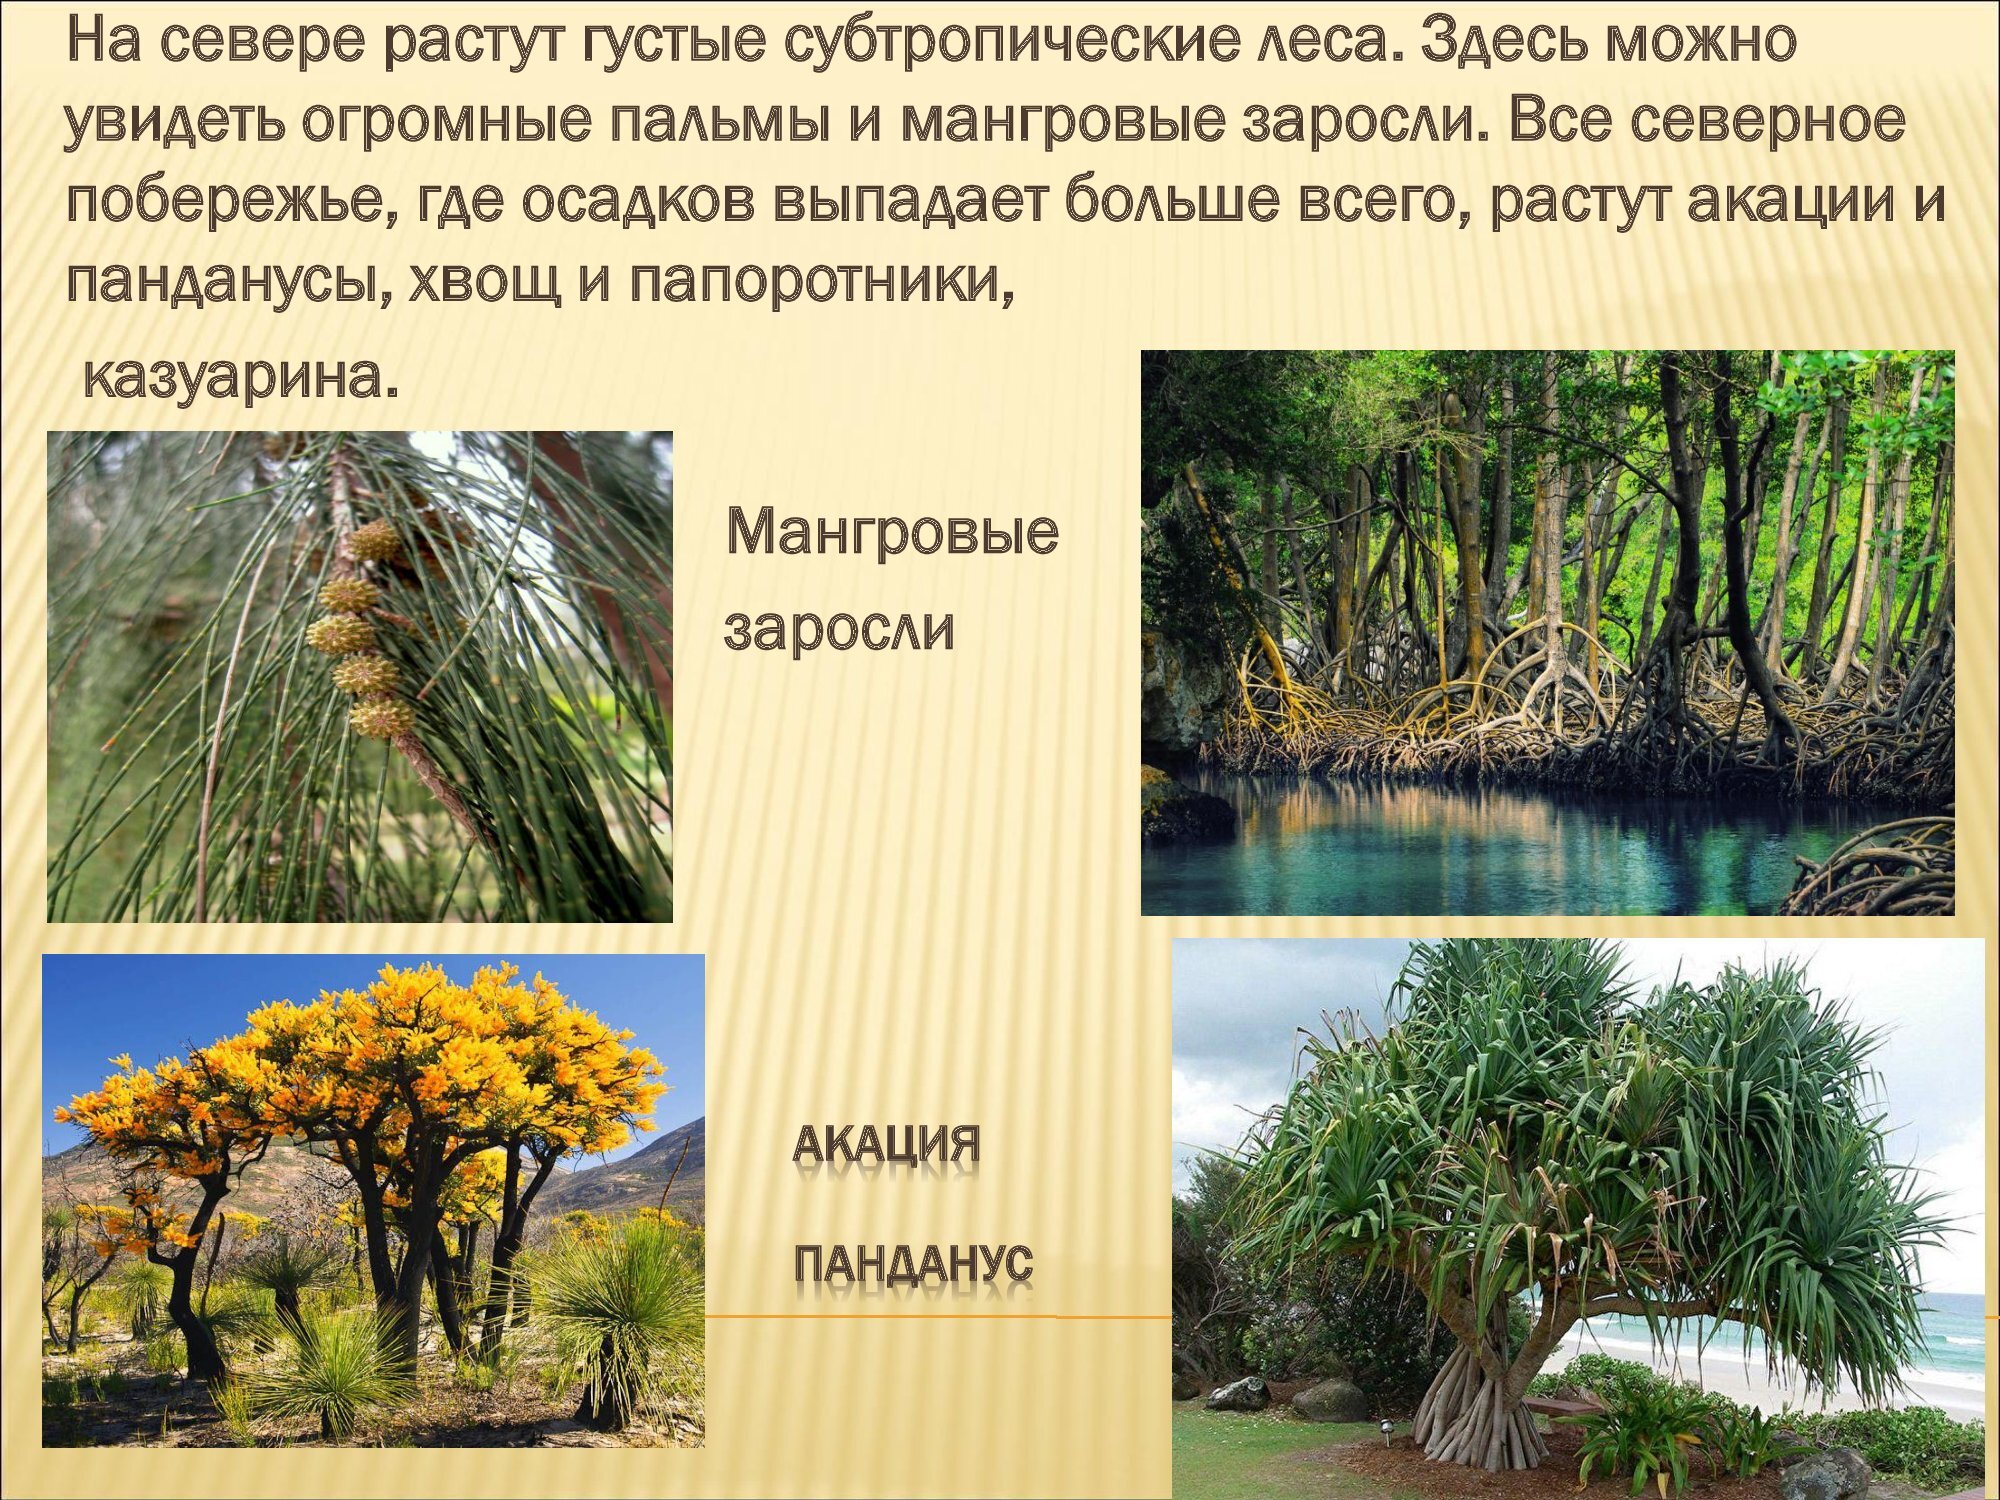 На севере растут густые субтропические леса. Здесь можно
увидеть огромные пальмы и мангровые заросли. Все северное
побережье, где осадков выпадает больше всего, растут акации и
панданусы, хвощ и папоротники,
казуарина.
Мангровые
заросли
АКАЦИЯ
ПАНДАНУС